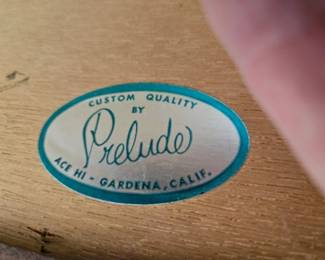 CUSTOM QUALITY
BY
Prelude
ACE HI - GARDENA, CALIF.